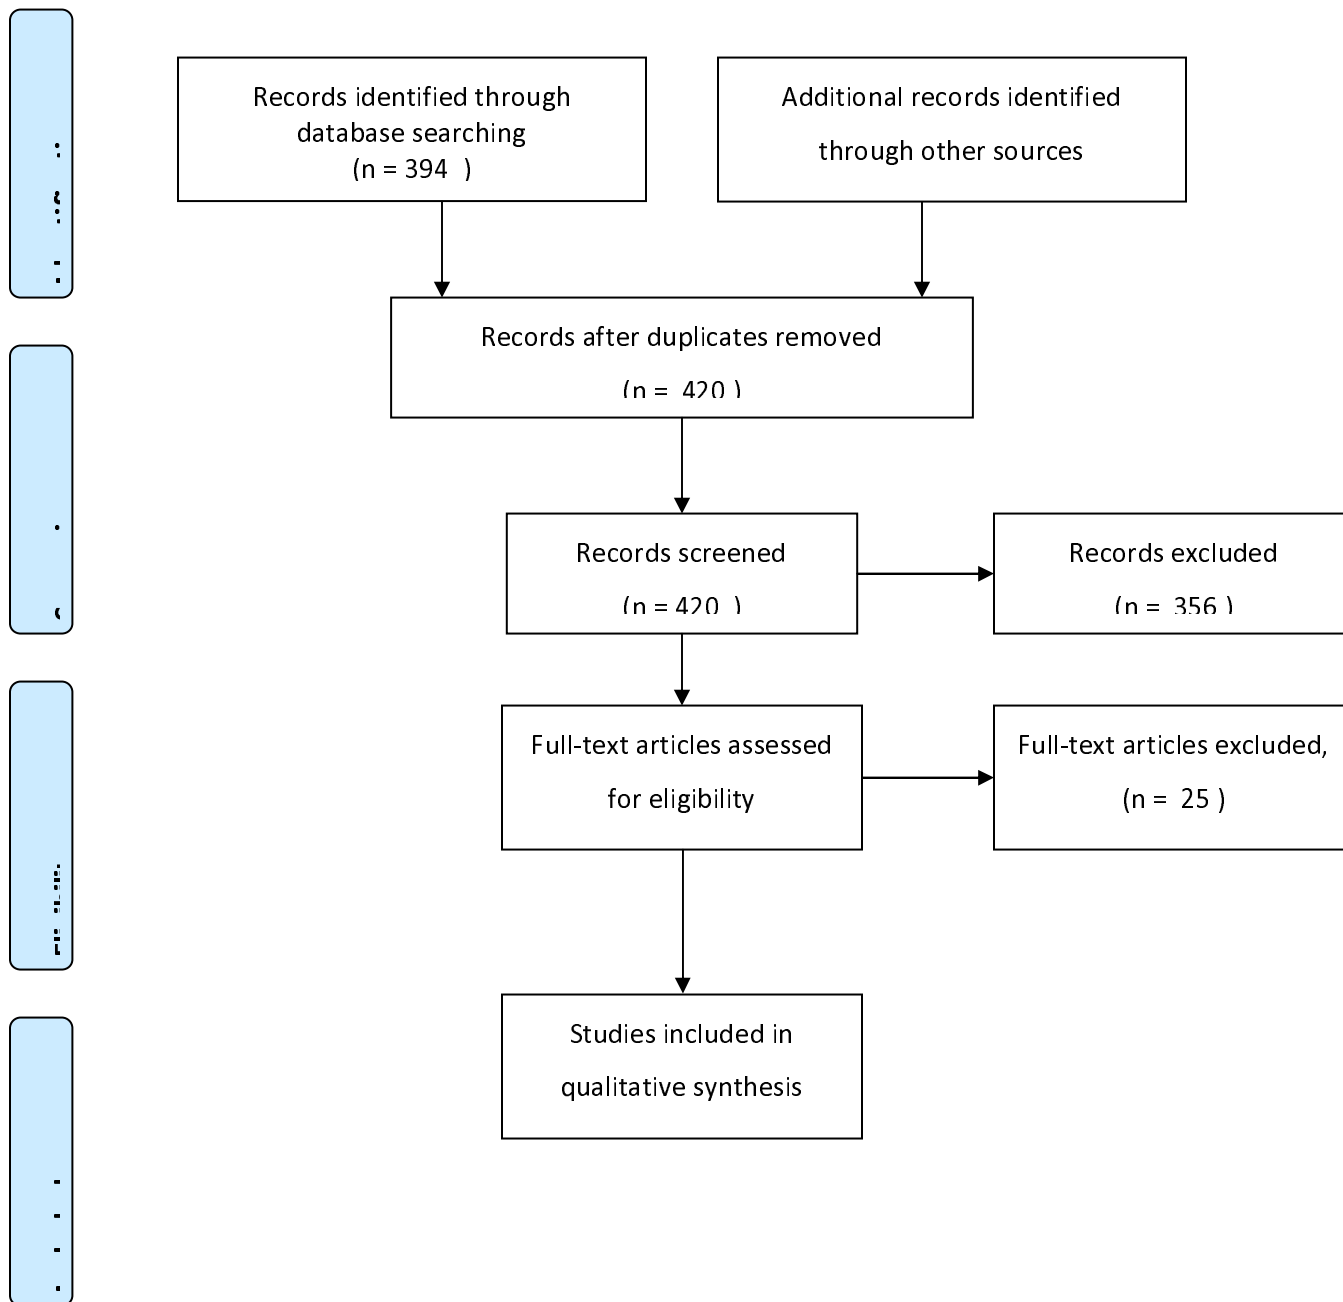 Records identified through
database searching
(n = 394  )
Additional records identified
through other sources
Records after duplicates removed
(n =  420 )
Records screened
(n = 420  )
Records excluded
(n =  356 )
Full-text articles assessed
for eligibility
Full-text articles excluded,
(n =  25 )
Studies included in
qualitative synthesis